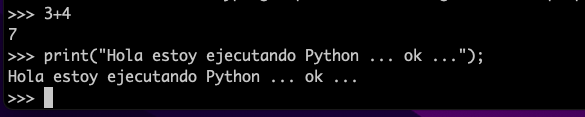 >>> 3+4
7
>>> print("Hola estoy ejecutando Python ... ok ...");
Hola estoy ejecutando Python ... ok ...
>>>